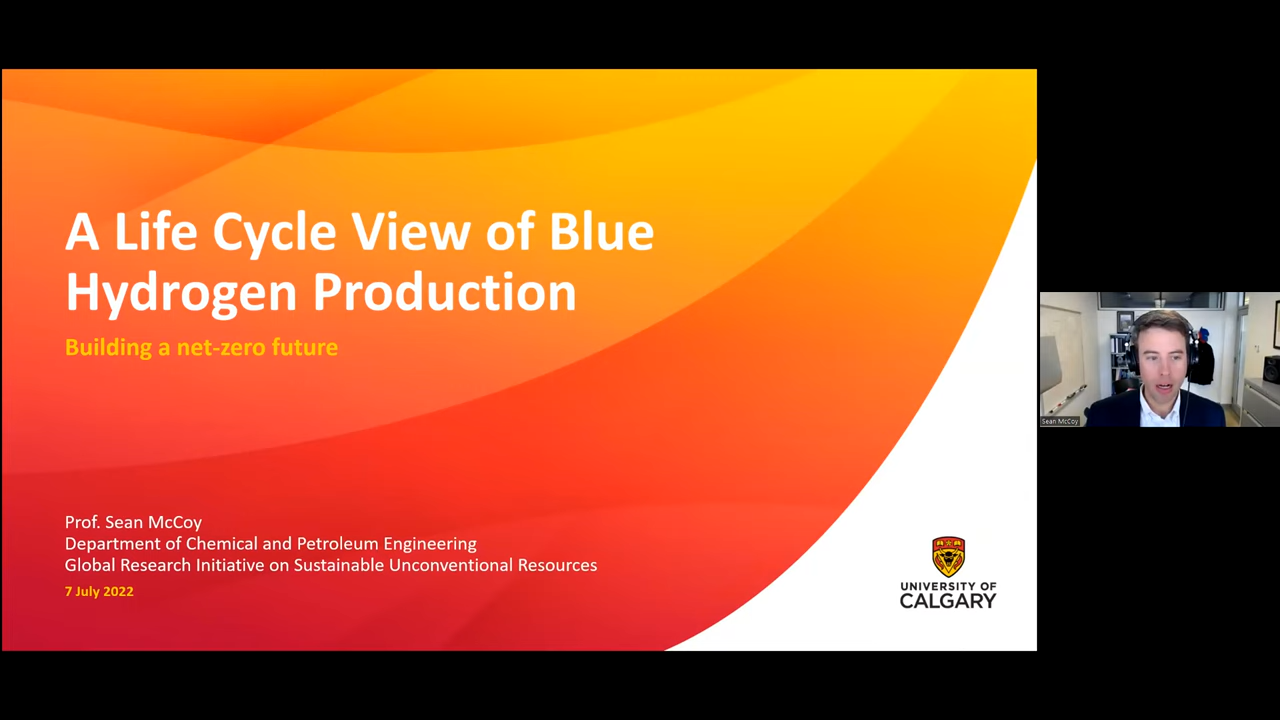 A Life Cycle View of Blue
Hydrogen Production
Building a net-zero future
Prof. Sean McCoy
Department of Chemical and Petroleum Engineering
Global Research Initiative on Sustainable Unconventional Resources
7 July 2022
UNIVERSITY OF
CALGARY
Sean McCoy